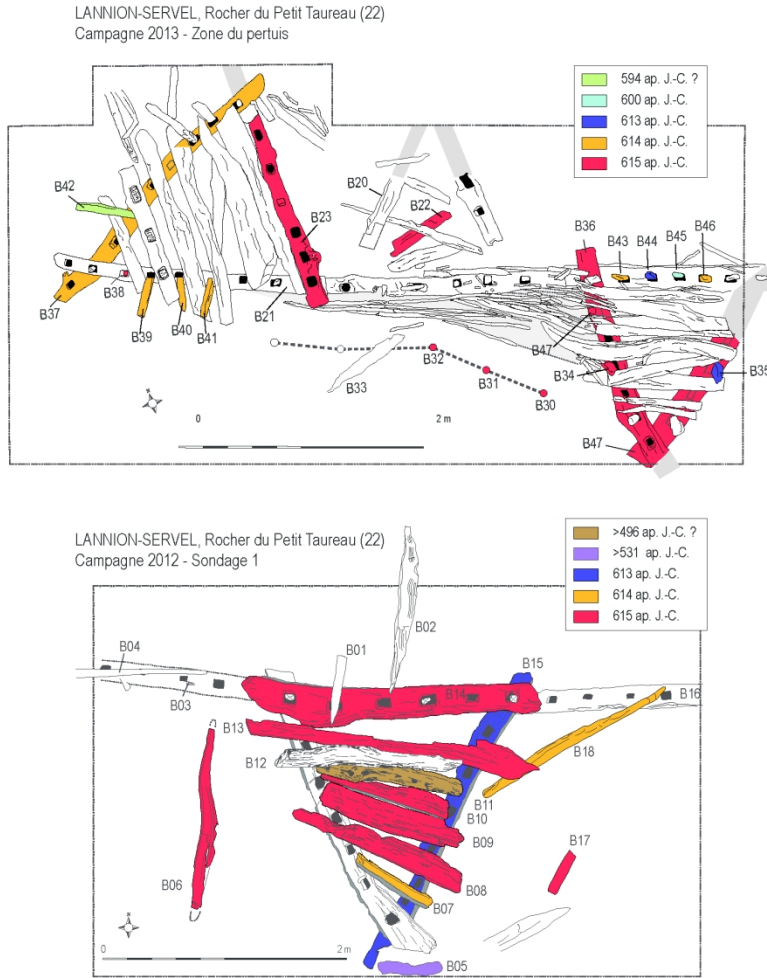 LANNION-SERVEL, Rocher du Petit Taureau (22)
Campagne 2013 - Zone du pertuis
594 ap. J.-C. ?
600 ap. J.-C.
613 ap. J.-C.
614 ap. J.-C.
615 ap. J.-C.
B42
B20
B22
B23
B36
B43
B44
B45
B46
B37
B38
B39
B40
B41
B21
B33
B32
B31
B30
B47
B34
B35
B47
N
0
2 m
LANNION-SERVEL, Rocher du Petit Taureau (22)
Campagne 2012 - Sondage 1
>496 ap. J.-C. ?
>531 ap. J.-C.
613 ap. J.-C.
614 ap. J.-C.
615 ap. J.-C.
B04
B03
B01
B02
B15
B14
B16
B13
B12
B18
B11
B10
B09
B17
B06
B08
B07
B05
N
0
2 m